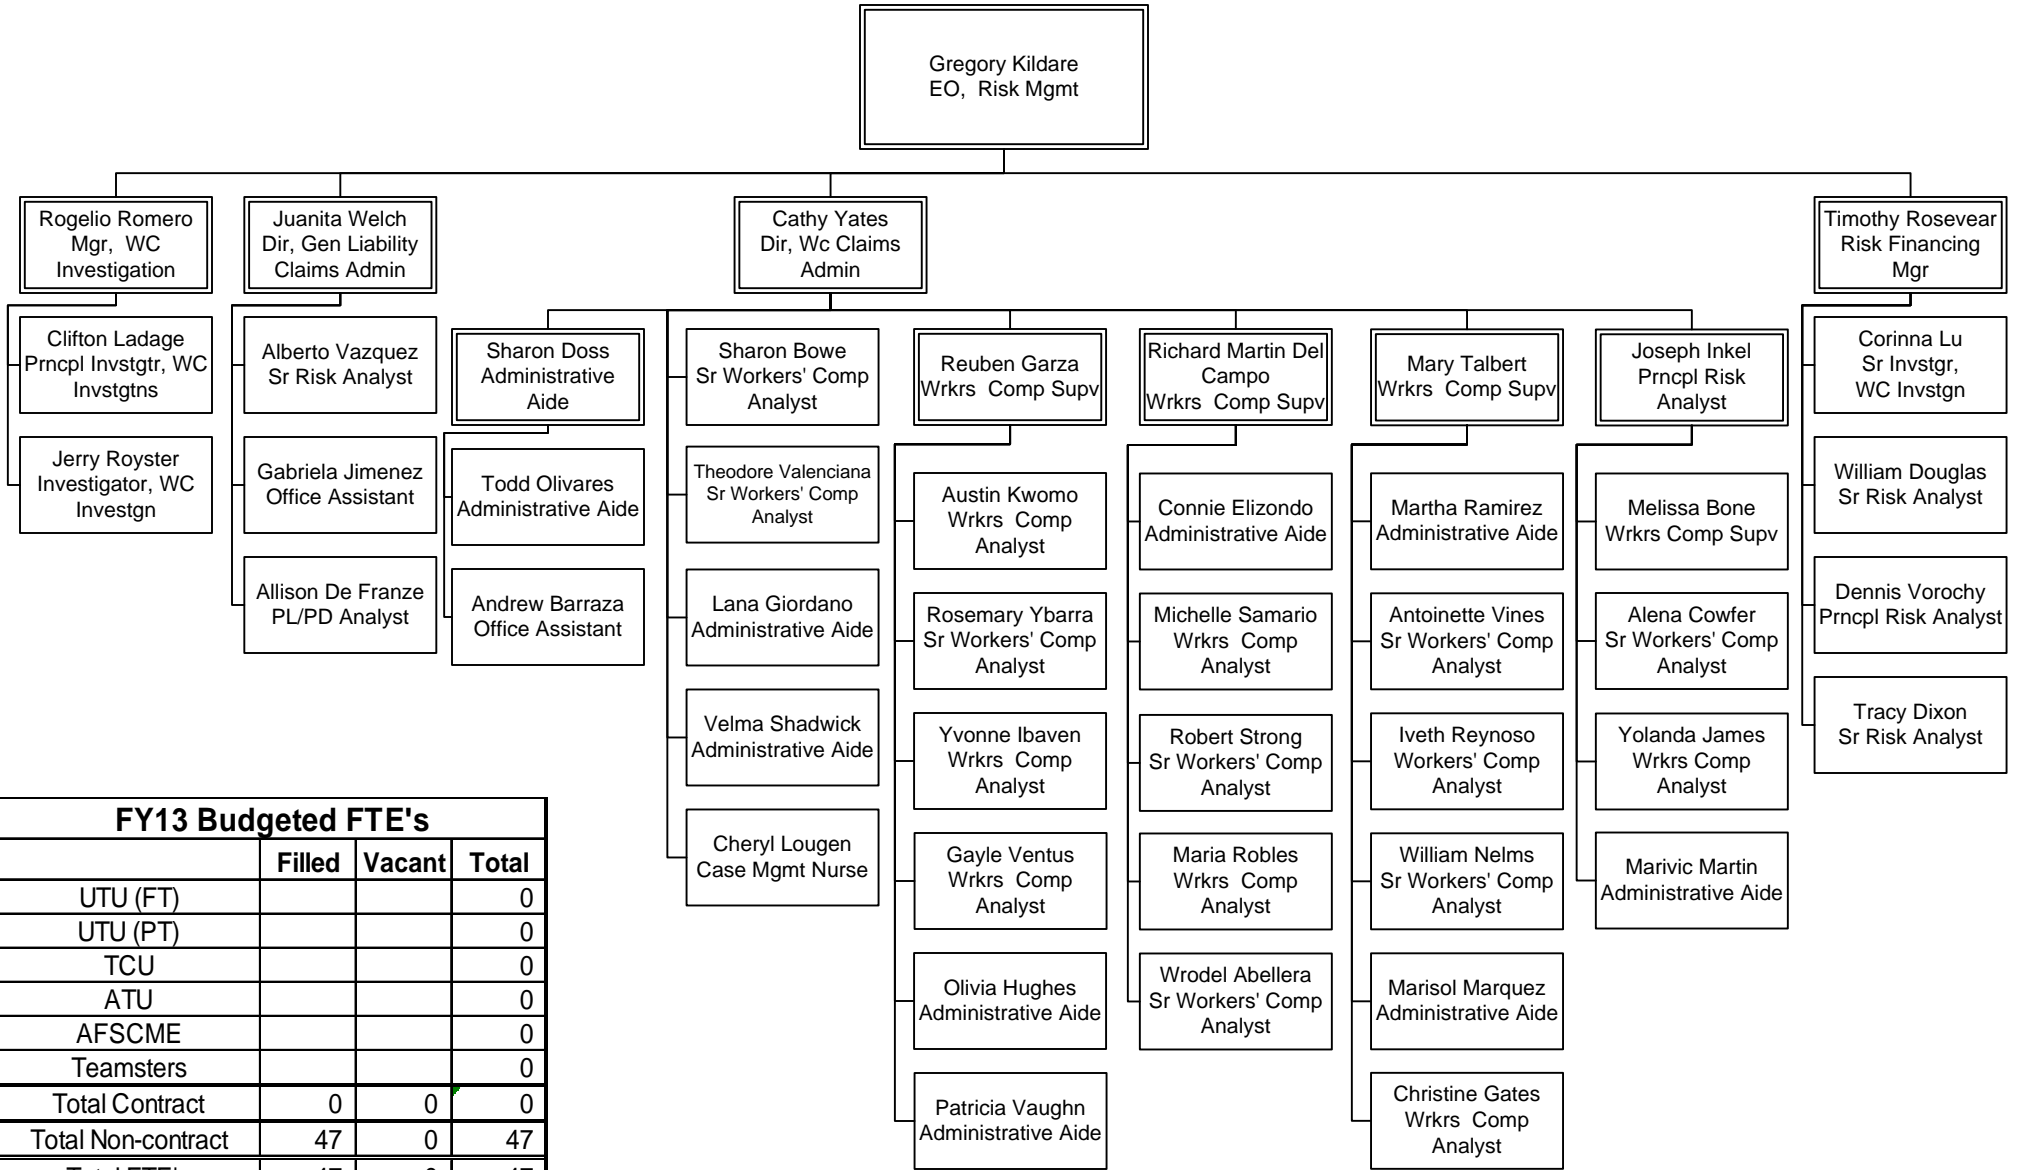 Gregory Kildare
EO, Risk Mgmt
Rogelio Romero
Mgr, WC
Investigation
Juanita Welch
Dir, Gen Liability
Claims Admin
Cathy Yates
Dir, Wc Claims
Admin
Timothy Rosevear
Risk Financing
Mgr
Clifton Ladage
Prncpl Invstgtr, WC
Invstgtns
Jerry Royster
Investigator, WC
Investgn
Alberto Vazquez
Sr Risk Analyst
Gabriela Jimenez
Office Assistant
Allison De Franze
PL/PD Analyst
Sharon Doss
Administrative
Aide
Todd Olivares
Administrative Aide
Andrew Barraza
Office Assistant
Sharon Bowe
Sr Workers' Comp
Analyst
Theodore Valenciana
Sr Workers' Comp
Analyst
Lana Giordano
Administrative Aide
Velma Shadwick
Administrative Aide
Cheryl Lougen
Case Mgmt Nurse
Reuben Garza
Wrkrs Comp Supv
Austin Kwomo
Wrkrs Comp
Analyst
Rosemary Ybarra
Sr Workers' Comp
Analyst
Yvonne Ibaven
Wrkrs Comp
Analyst
Gayle Ventus
Wrkrs Comp
Analyst
Olivia Hughes
Administrative Aide
Patricia Vaughn
Administrative Aide
Richard Martin Del
Campo
Wrkrs Comp Supv
Connie Elizondo
Administrative Aide
Michelle Samario
Wrkrs Comp
Analyst
Robert Strong
Sr Workers' Comp
Analyst
Maria Robles
Wrkrs Comp
Analyst
Wrodel Abellera
Sr Workers' Comp
Analyst
Mary Talbert
Wrkrs Comp Supv
Martha Ramirez
Administrative Aide
Antoinette Vines
Sr Workers' Comp
Analyst
Iveth Reynoso
Workers' Comp
Analyst
William Nelms
Sr Workers' Comp
Analyst
Marisol Marquez
Administrative Aide
Christine Gates
Wrkrs Comp
Analyst
Joseph Inkel
Prncpl Risk
Analyst
Melissa Bone
Wrkrs Comp Supv
Alena Cowfer
Sr Workers' Comp
Analyst
Yolanda James
Wrkrs Comp
Analyst
Marivic Martin
Administrative Aide
Corinna Lu
Sr Invstgr,
WC Invstgn
William Douglas
Sr Risk Analyst
Dennis Vorochy
Prncpl Risk Analyst
Tracy Dixon
Sr Risk Analyst
FY13 Budgeted FTE's
Filled Vacant Total
UTU (FT) 0
UTU (PT) 0
TCU 0
ATU 0
AFSCME 0
Teamsters 0
Total Contract 0 0 0
Total Non-contract 47 0 47